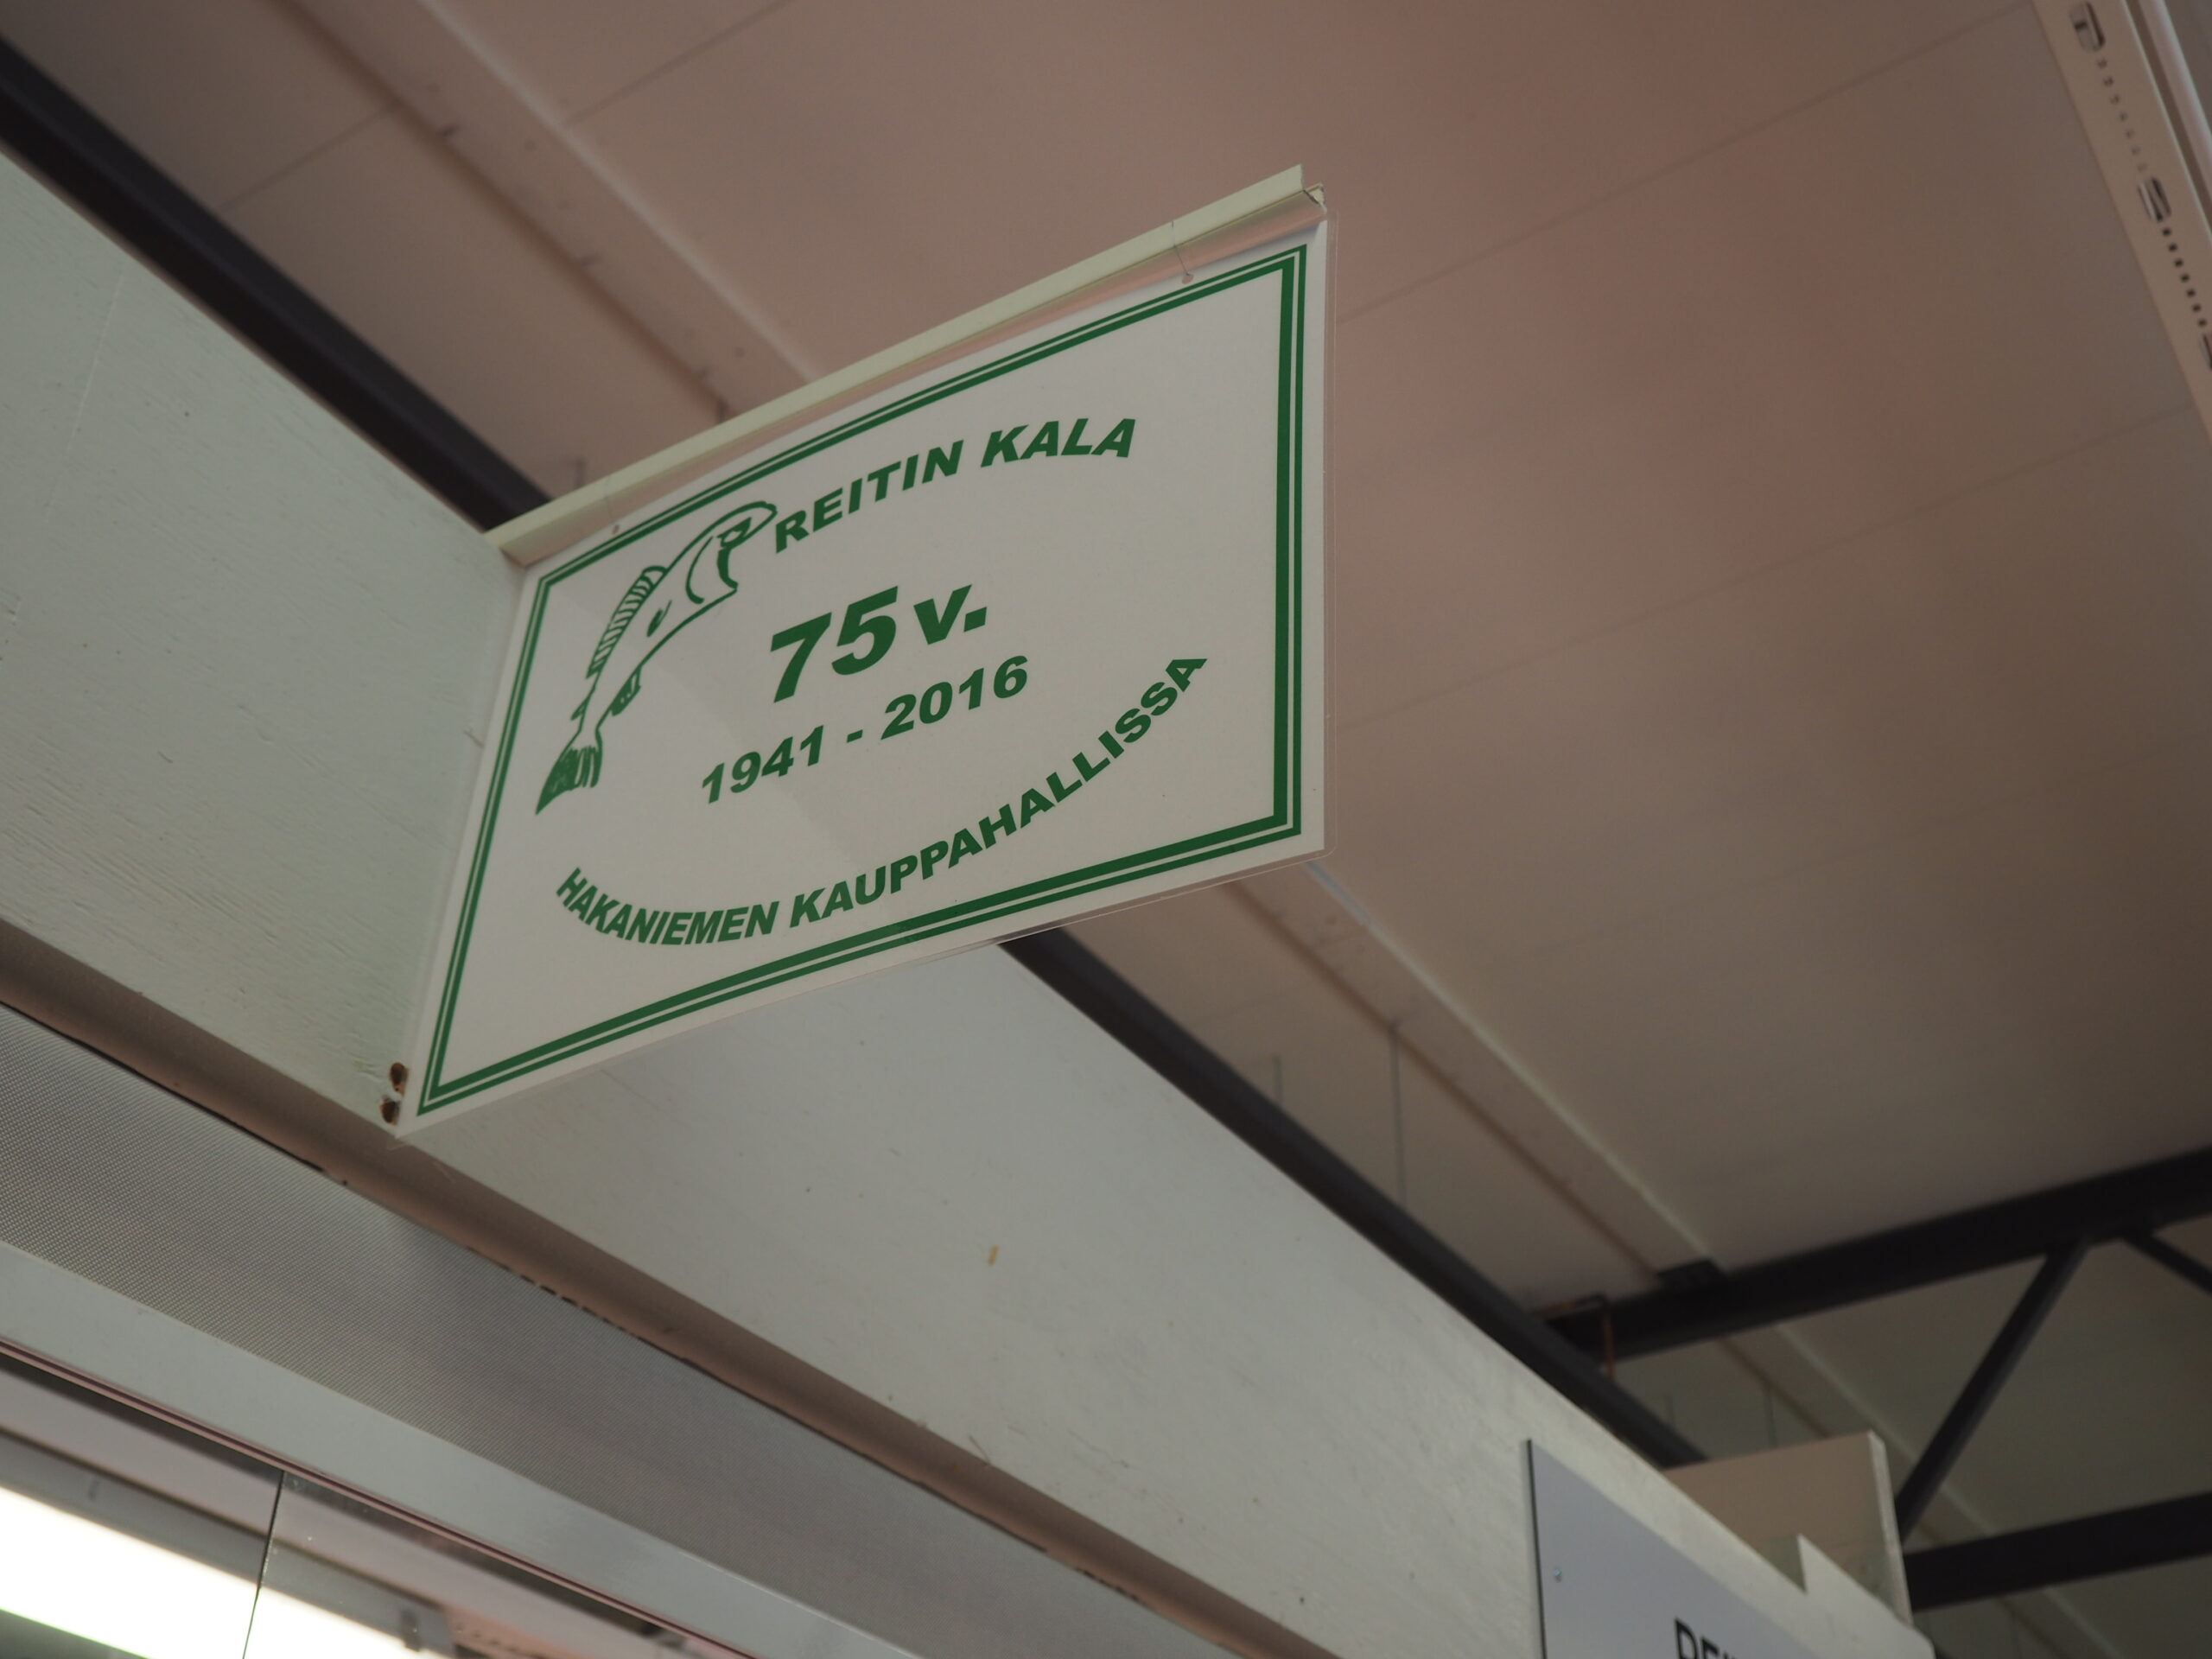 REITIN KALA
75 v.
1941 - 2016
HAKANIEMEN KAUPPAHALLISSA